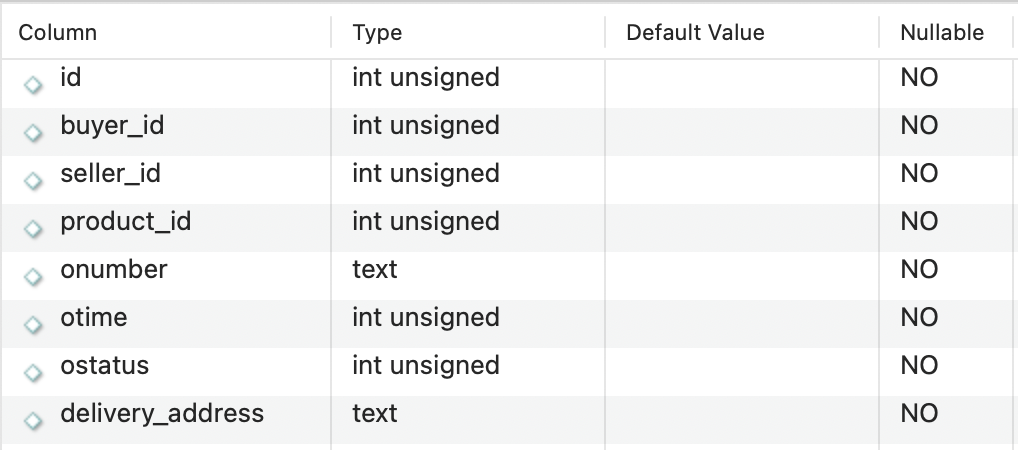 Column Type Default Value Nullable
id int unsigned NO
buyer_id int unsigned NO
seller_id int unsigned NO
product_id int unsigned NO
onumber text NO
otime int unsigned NO
ostatus int unsigned NO
delivery_address text NO